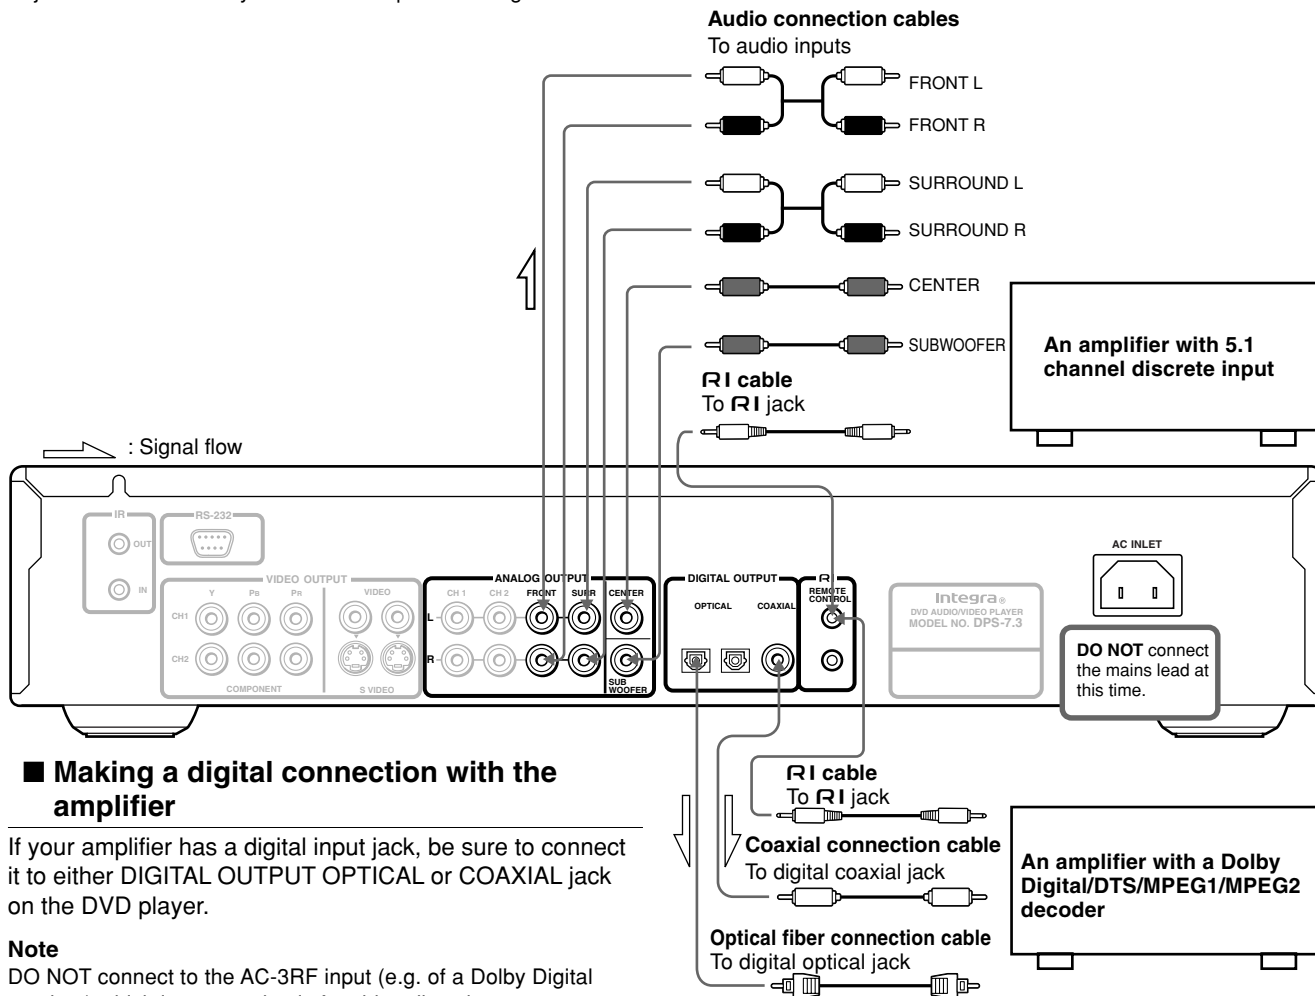 Audio connection cables
To audio inputs
FRONT L
FRONT R
SURROUND L
SURROUND R
CENTER
SUBWOOFER
An amplifier with 5.1
channel discrete input
RI cable
To RI jack
: Signal flow
IR
OUT
IN
RS-232
VIDEO OUTPUT
Y PB PR
CH1
CH2
COMPONENT
VIDEO
S VIDEO
ANALOG OUTPUT
CH 1 CH 2 FRONT SURR CENTER
L
R
SUB
WOOFER
DIGITAL OUTPUT
OPTICAL COAXIAL
RI
REMOTE
CONTROL
Integra®
DVD AUDIO/VIDEO PLAYER
MODEL NO. DPS-7.3
AC INLET
DO NOT connect
the mains lead at
this time.
■ Making a digital connection with the
amplifier
If your amplifier has a digital input jack, be sure to connect
it to either DIGITAL OUTPUT OPTICAL or COAXIAL jack
on the DVD player.
Note
DO NOT connect to the AC-3RF input (e.g. of a Dolby Digital
RI cable
To RI jack
Coaxial connection cable
To digital coaxial jack
Optical fiber connection cable
To digital optical jack
An amplifier with a Dolby
Digital/DTS/MPEG1/MPEG2
decoder